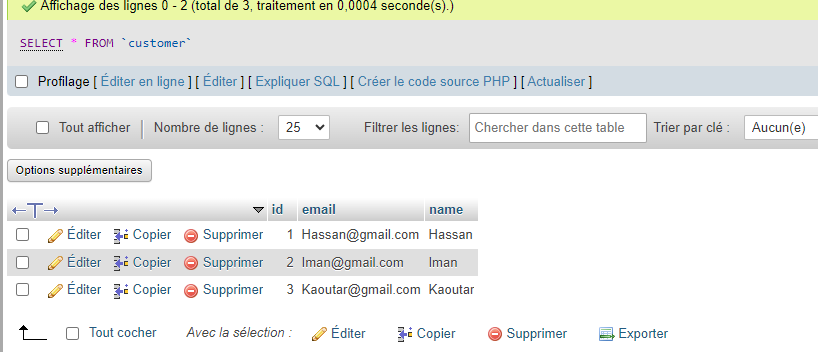 Affichage des lignes 0 - 2 (total de 3, traitement en 0,0004 seconde(s).)
SELECT * FROM `customer`
Profilage [ Éditer en ligne ] [ Éditer ] [ Expliquer SQL ] [ Créer le code source PHP ] [ Actualiser ]
Tout afficher Nombre de lignes : 25 Filtrer les lignes: Chercher dans cette table Trier par clé : Aucun(e)
Options supplémentaires
id email name
Éditer Copier Supprimer 1 Hassan@gmail.com Hassan
Éditer Copier Supprimer 2 Iman@gmail.com Iman
Éditer Copier Supprimer 3 Kaoutar@gmail.com Kaoutar
Tout cocher Avec la sélection : Éditer Copier Supprimer Exporter